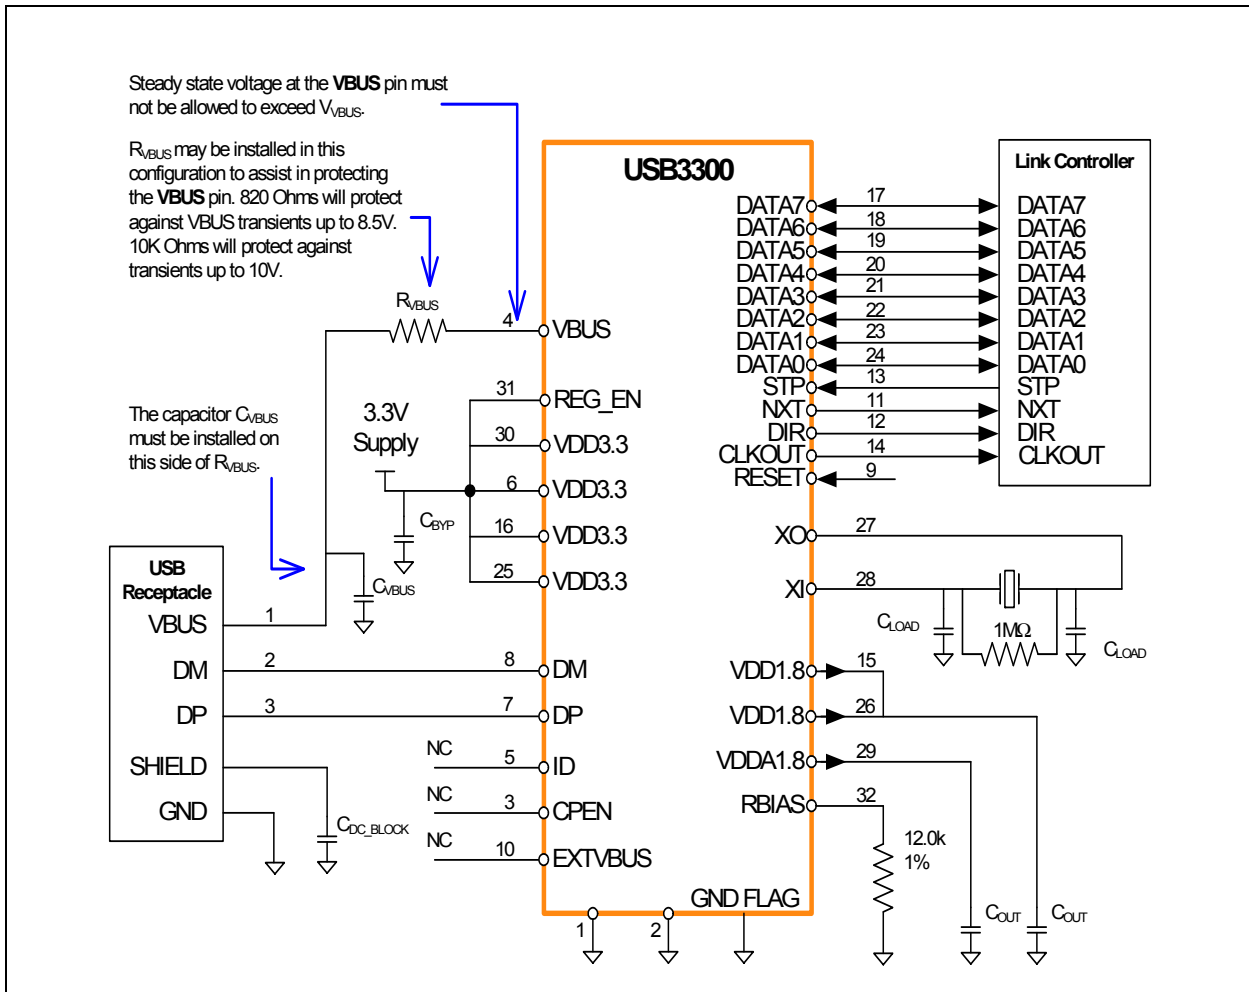 Steady state voltage at the VBUS pin must
not be allowed to exceed VVBUS.
RVBUS may be installed in this
configuration to assist in protecting
the VBUS pin. 820 Ohms will protect
against VBUS transients up to 8.5V.
10K Ohms will protect against
transients up to 10V.
RVBUS
4
VBUS
The capacitor CVBUS
must be installed on
this side of RVBUS.
3.3V
Supply
CBYP
CVBUS
31
REG_EN
30
VDD3.3
6
VDD3.3
16
VDD3.3
25
VDD3.3
USB
Receptacle
VBUS
1
DM
2
8
DM
DP
3
7
DP
SHIELD
GND
CDC_BLOCK
NC
5
ID
NC
3
CPEN
NC
10
EXTVBUS
USB3300
GND FLAG
1
2
Link Controller
DATA7
17
DATA7
DATA6
18
DATA6
DATA5
19
DATA5
DATA4
20
DATA4
DATA3
21
DATA3
DATA2
22
DATA2
DATA1
23
DATA1
DATA0
24
DATA0
STP
13
STP
NXT
11
NXT
DIR
12
DIR
CLKOUT
14
CLKOUT
RESET
9
XO
27
XI
28
CLOAD
1MΩ
CLOAD
VDD1.8
15
VDD1.8
26
VDDA1.8
29
RBIAS
32
12.0k
1%
COUT
COUT